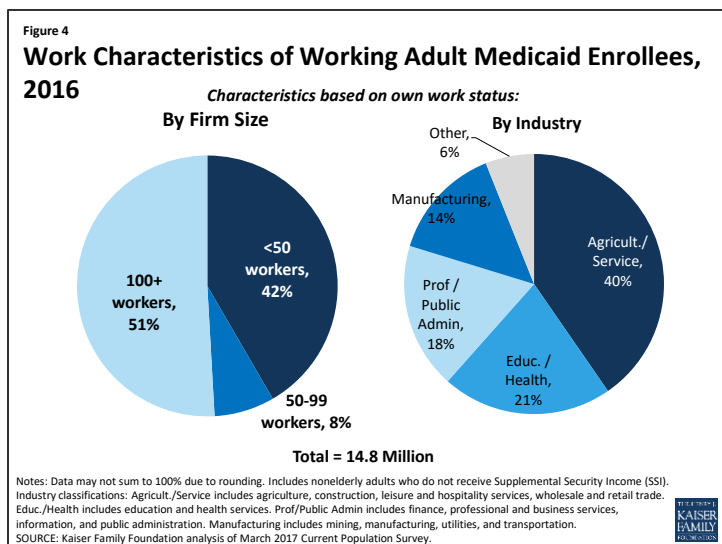 Figure 4
Work Characteristics of Working Adult Medicaid Enrollees,
2016
Characteristics based on own work status:
By Firm Size
<50
workers,
42%
100+
workers,
51%
50-99
workers, 8%
By Industry
Other,
6%
Manufacturing,
14%
Agricult./
Service,
40%
Prof /
Public
Admin,
18%
Educ. /
Health,
21%
Total = 14.8 Million
Notes: Data may not sum to 100% due to rounding. Includes nonelderly adults who do not receive Supplemental Security Income (SSI).
Industry classifications: Agricult./Service includes agriculture, construction, leisure and hospitality services, wholesale and retail trade.
Educ./Health includes education and health services. Prof/Public Admin includes finance, professional and business services,
information, and public administration. Manufacturing includes mining, manufacturing, utilities, and transportation.
SOURCE: Kaiser Family Foundation analysis of March 2017 Current Population Survey.
THE HENRY J.
KAISER
FAMILY
FOUNDATION